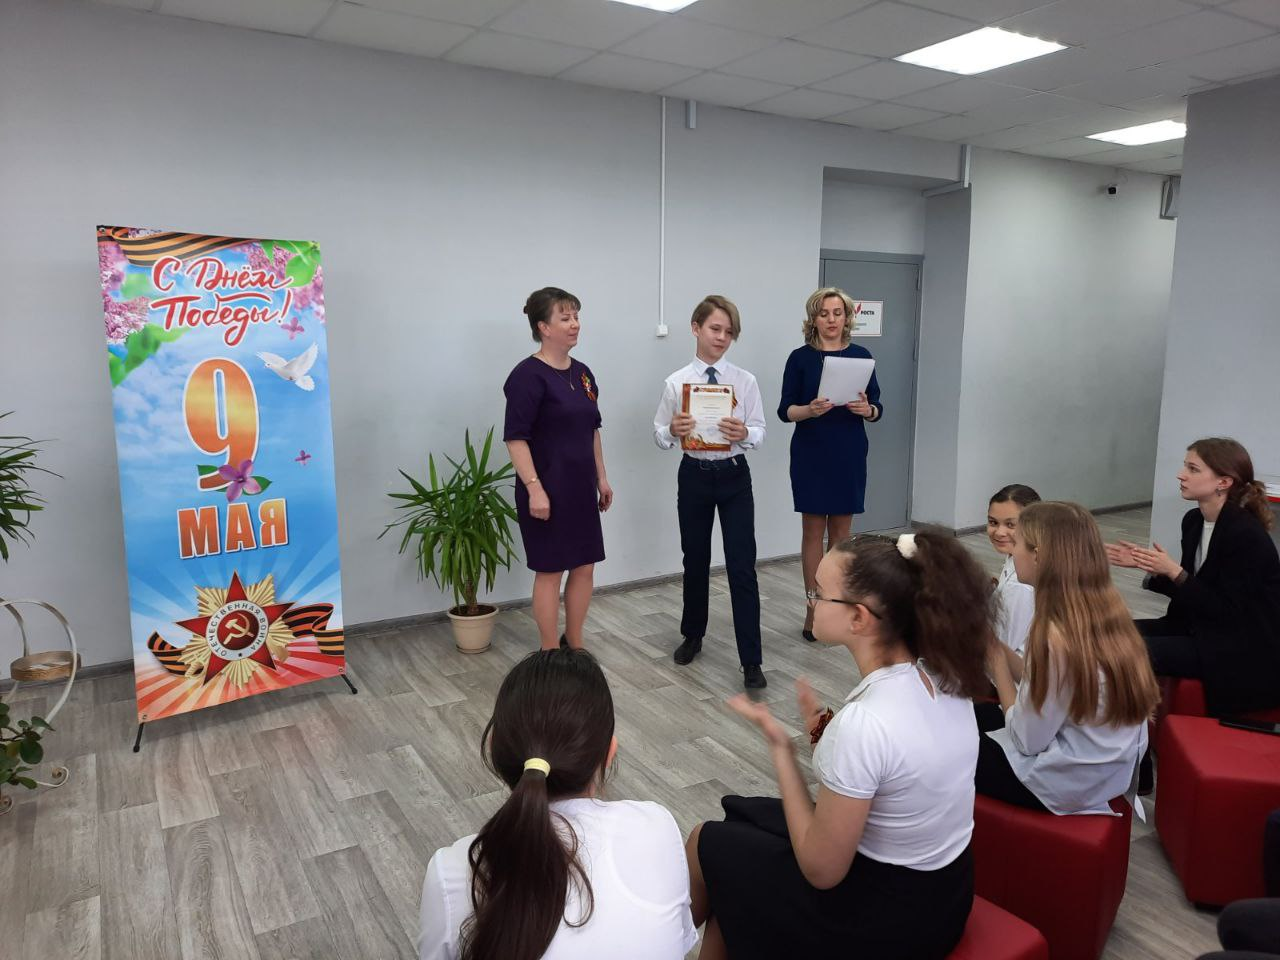 С Днём
Победы!
9
МАЯ
ОТЕЧЕСТВЕННАЯ ВОЙНА
РОСТА